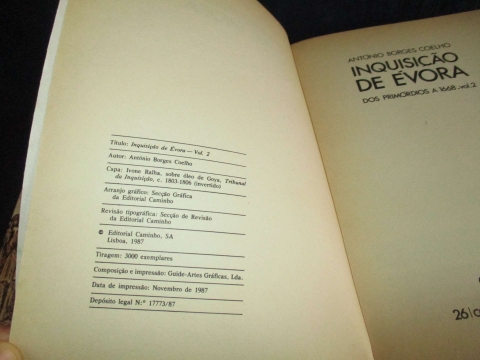 Título: Inquisição de Évora — Vol. 2
Autor: António Borges Coelho
Capa: Ivone Ralha, sobre óleo de Goya, Tribunal
de Inquisição, c. 1803-1806 (invertido)
Arranjo gráfico: Secção Gráfica
da Editorial Caminho
Revisão tipográfica: Secção de Revisão
da Editorial Caminho
© Editorial Caminho, SA
Lisboa, 1987
Tiragem: 3000 exemplares
Composição e impressão: Guide-Artes Gráficas, Lda.
Data de impressão: Novembro de 1987
Depósito legal N.º 17773/87
ANTÓNIO BORGES COELHO
INQUISIÇÃO
DE ÉVORA
DOS PRIMÓRDIOS A 1668-vol.2
26